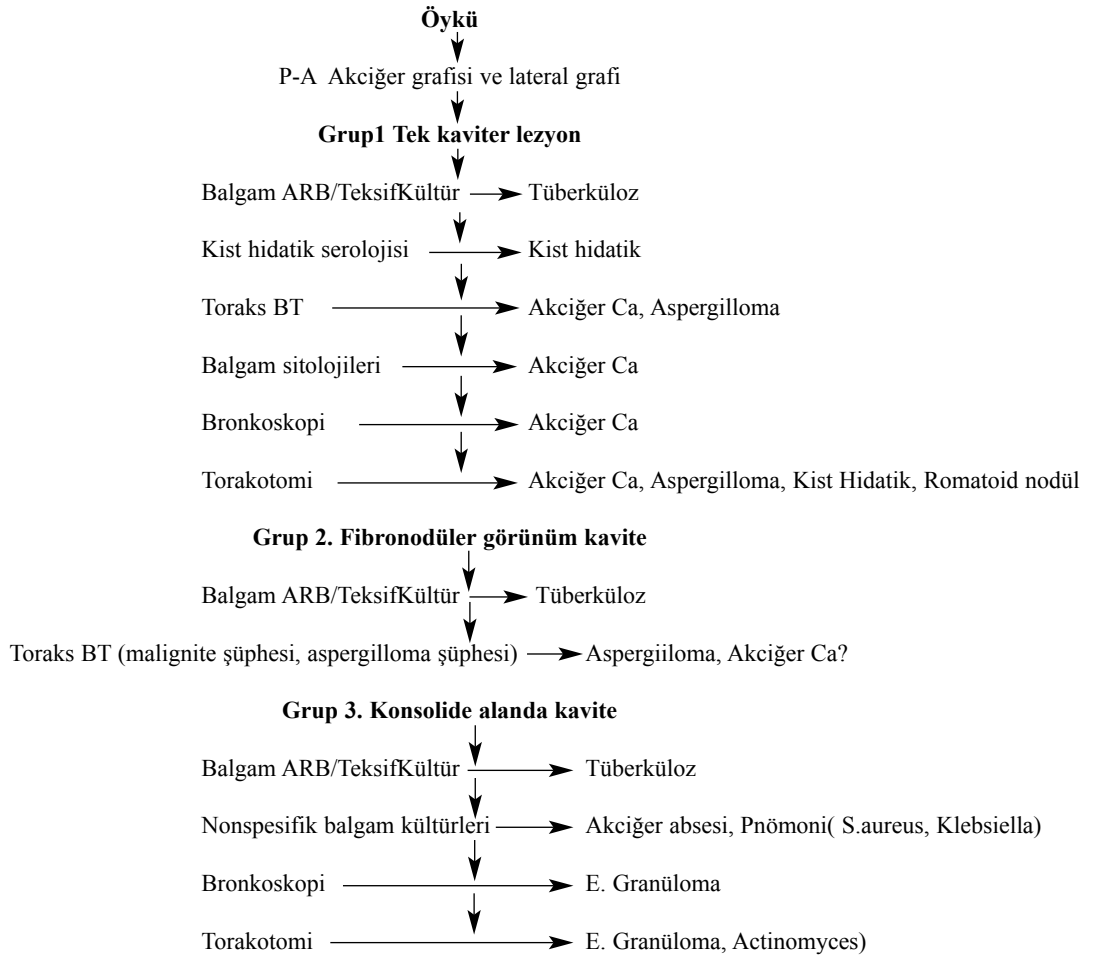 Öykü
P-A Akciğer grafisi ve lateral grafi
Grup1 Tek kaviter lezyon
Balgam ARB/TeksifKültür Tüberküloz
Kist hidatik serolojisi Kist hidatik
Toraks BT Akciğer Ca, Aspergilloma
Balgam sitolojileri Akciğer Ca
Bronkoskopi Akciğer Ca
Torakotomi Akciğer Ca, Aspergilloma, Kist Hidatik, Romatoid nodül
Grup 2. Fibronodüler görünüm kavite
Balgam ARB/TeksifKültür Tüberküloz
Toraks BT (malignite şüphesi, aspergilloma şüphesi) Aspergiiloma, Akciğer Ca?
Grup 3. Konsolide alanda kavite
Balgam ARB/TeksifKültür Tüberküloz
Nonspesifik balgam kültürleri Akciğer absesi, Pnömoni( S.aureus, Klebsiella)
Bronkoskopi E. Granüloma
Torakotomi E. Granüloma, Actinomyces)